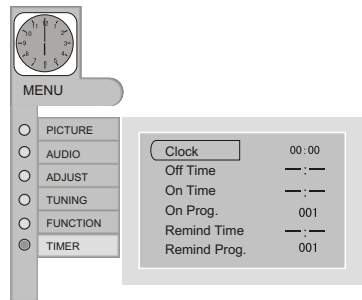 MENU
PICTURE
AUDIO
ADJUST
TUNING
FUNCTION
TIMER
Clock 00:00
Off Time —:—
On Time —:—
On Prog. 001
Remind Time —:—
Remind Prog. 001